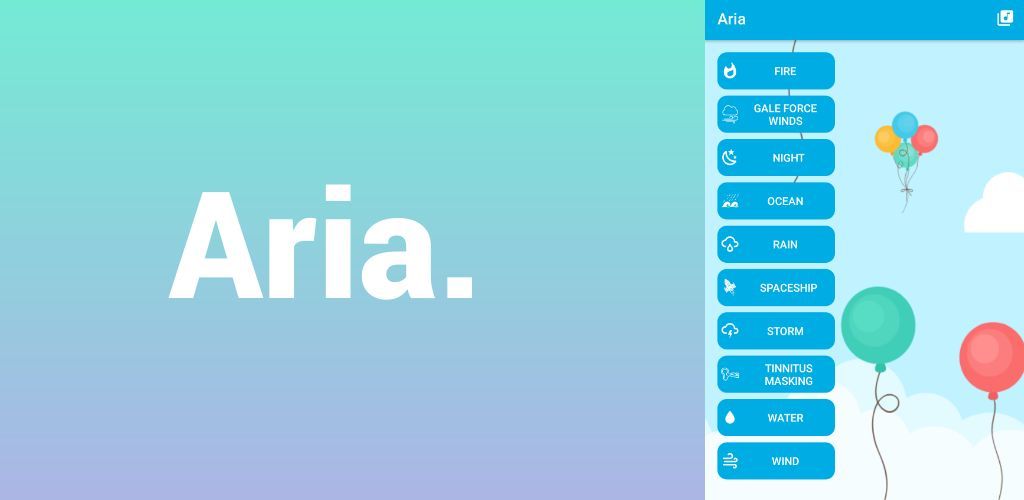 Aria.
Aria
FIRE
GALE FORCE
WINDS
NIGHT
OCEAN
RAIN
SPACESHIP
STORM
TINNITUS
MASKING
WATER
WIND